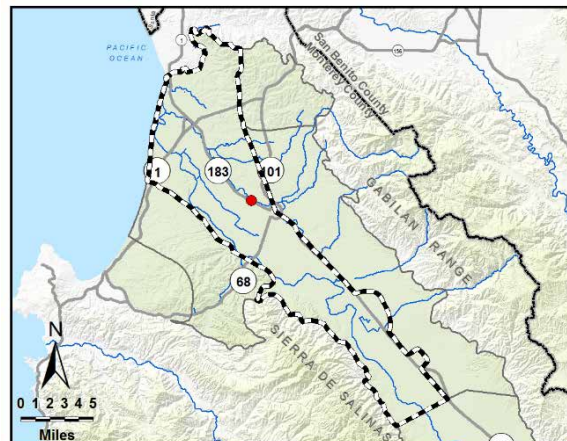 PACIFIC
OCEAN
1
156
San Benito County
Monterey County
1
183
101
GABILAN RANGE
68
SIERRA DE SALINAS
N
0 1 2 3 4 5
Miles